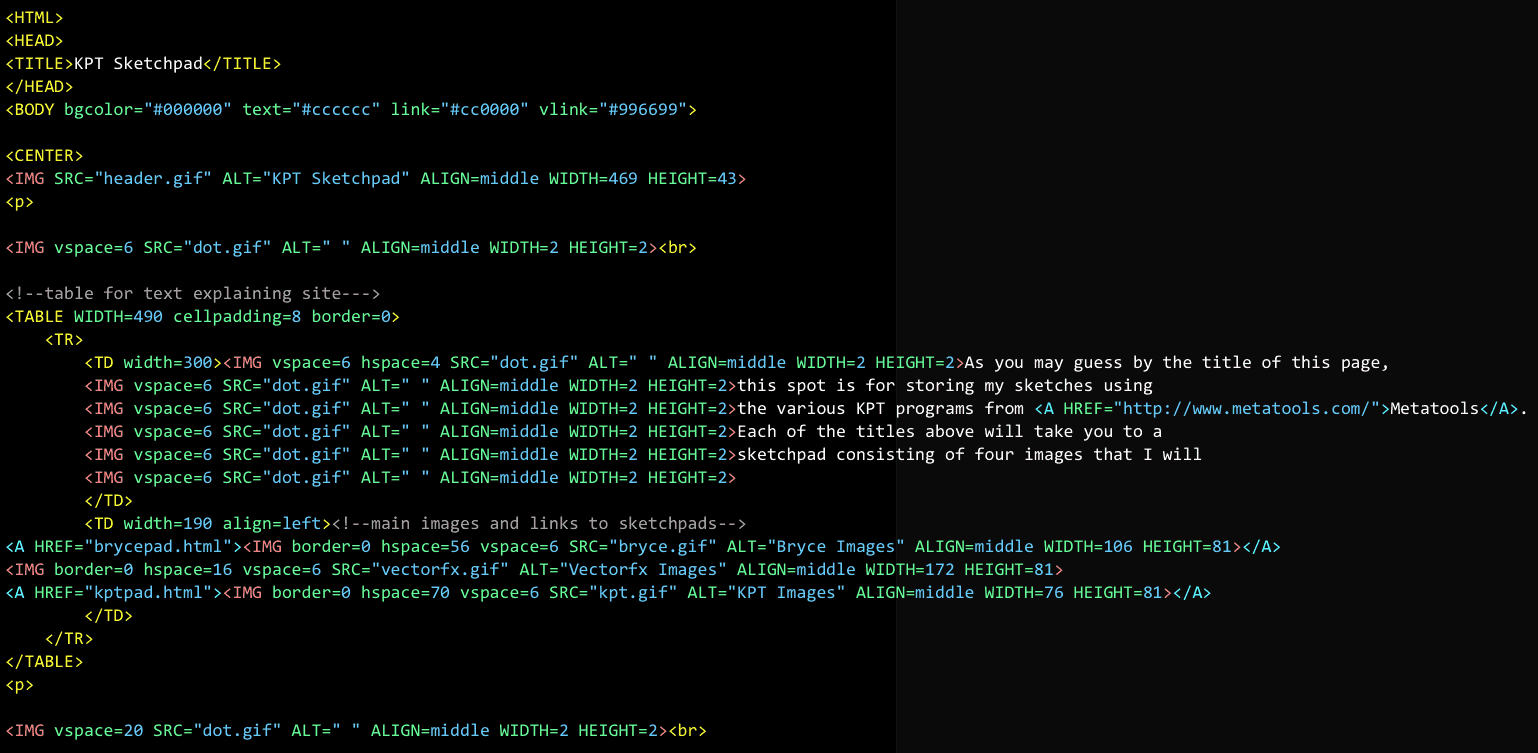 <HTML>
<HEAD>
<TITLE>KPT Sketchpad</TITLE>
</HEAD>
<BODY bgcolor="#000000" text="#cccccc" link="#cc0000" vlink="#996699">
<CENTER>
<IMG SRC="header.gif" ALT="KPT Sketchpad" ALIGN=middle WIDTH=469 HEIGHT=43>
<p>
<IMG vspace=6 SRC="dot.gif" ALT=" " ALIGN=middle WIDTH=2 HEIGHT=2><br>
<!--table for text explaining site--->
<TABLE WIDTH=490 cellpadding=8 border=0>
    <TR>
        <TD width=300><IMG vspace=6 hspace=4 SRC="dot.gif" ALT=" " ALIGN=middle WIDTH=2 HEIGHT=2>As you may guess by the title of this page,
        <IMG vspace=6 SRC="dot.gif" ALT=" " ALIGN=middle WIDTH=2 HEIGHT=2>this spot is for storing my sketches using
        <IMG vspace=6 SRC="dot.gif" ALT=" " ALIGN=middle WIDTH=2 HEIGHT=2>the various KPT programs from <A HREF="http://www.metatools.com/">Metatools</A>.
        <IMG vspace=6 SRC="dot.gif" ALT=" " ALIGN=middle WIDTH=2 HEIGHT=2>Each of the titles above will take you to a
        <IMG vspace=6 SRC="dot.gif" ALT=" " ALIGN=middle WIDTH=2 HEIGHT=2>sketchpad consisting of four images that I will
        <IMG vspace=6 SRC="dot.gif" ALT=" " ALIGN=middle WIDTH=2 HEIGHT=2>
        </TD>
        <TD width=190 align=left><!--main images and links to sketchpads-->
<A HREF="brycepad.html"><IMG border=0 hspace=56 vspace=6 SRC="bryce.gif" ALT="Bryce Images" ALIGN=middle WIDTH=106 HEIGHT=81></A>
<IMG border=0 hspace=16 vspace=6 SRC="vectorfx.gif" ALT="Vectorfx Images" ALIGN=middle WIDTH=172 HEIGHT=81>
<A HREF="kptpad.html"><IMG border=0 hspace=70 vspace=6 SRC="kpt.gif" ALT="KPT Images" ALIGN=middle WIDTH=76 HEIGHT=81></A>
        </TD>
    </TR>
</TABLE>
<p>
<IMG vspace=20 SRC="dot.gif" ALT=" " ALIGN=middle WIDTH=2 HEIGHT=2><br>